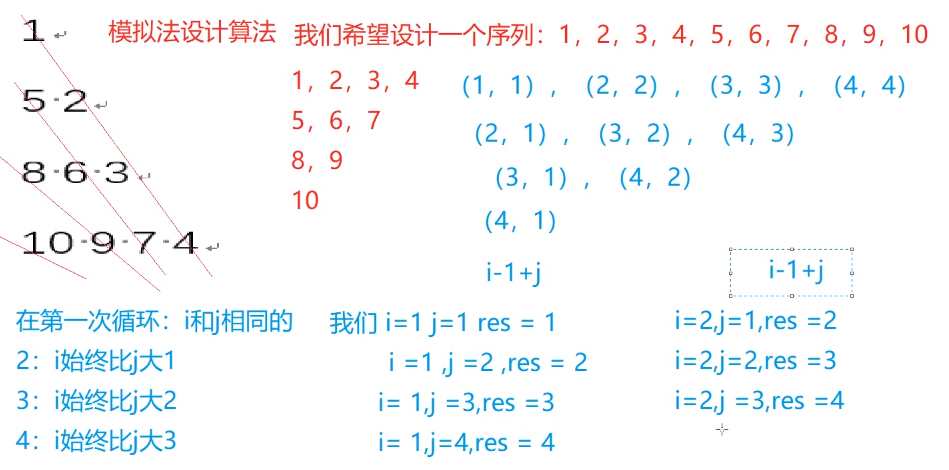 1
5 2
8 6 3
10 9 7 4
模拟法设计算法
我们希望设计一个序列：1，2，3，4，5，6，7，8，9，10
1，2，3，4
5，6，7
8，9
10
（1，1），（2，2），（3，3），（4，4）
（2，1），（3，2），（4，3）
（3，1），（4，2）
（4，1）
i-1+j
i-1+j
在第一次循环：i和j相同的
2：i始终比j大1
3：i始终比j大2
4：i始终比j大3
我们 i=1 j=1 res = 1
i =1 ,j =2 ,res = 2
i= 1,j =3,res =3
i= 1,j=4,res = 4
i=2,j=1,res =2
i=2,j=2,res =3
i=2,j =3,res =4